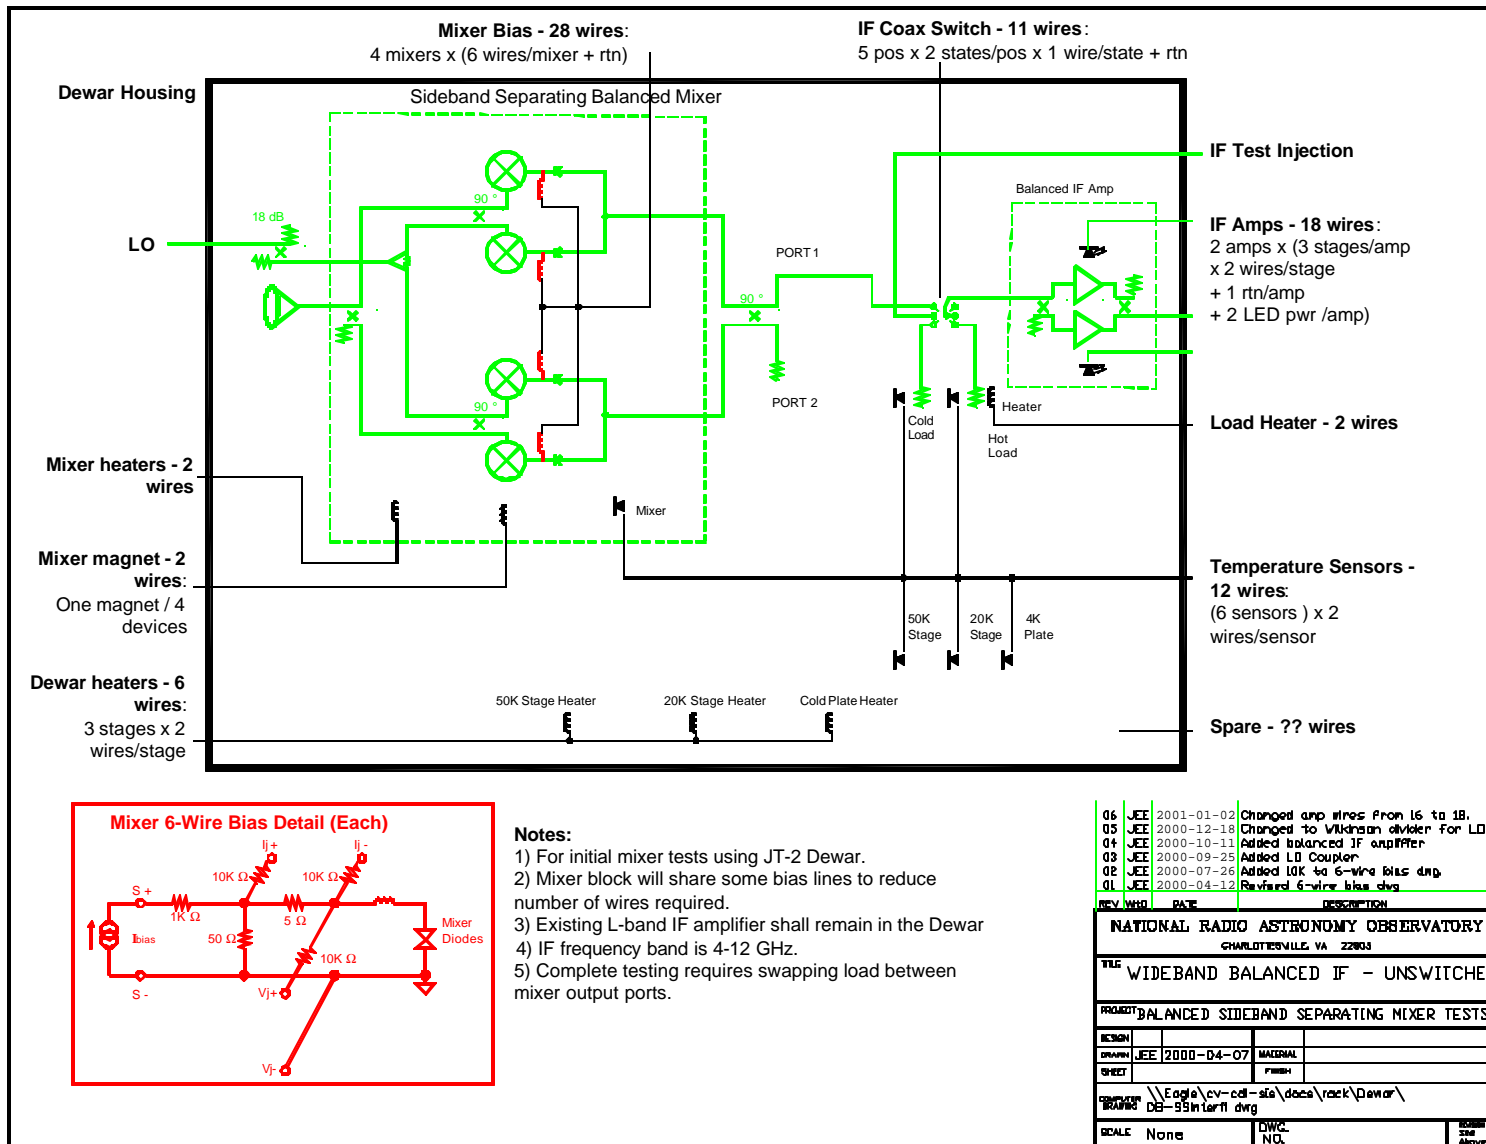 Mixer Bias - 28 wires:
4 mixers x (6 wires/mixer + rtn)
IF Coax Switch - 11 wires:
5 pos x 2 states/pos x 1 wire/state + rtn
Dewar Housing
Sideband Separating Balanced Mixer
IF Test Injection
Balanced IF Amp
90 °
18 dB
LO
IF Amps - 18 wires:
2 amps x (3 stages/amp
x 2 wires/stage
+ 1 rtn/amp
+ 2 LED pwr /amp)
PORT 1
90 °
PORT 2
90 °
Cold
Load
Heater
Hot
Load
Load Heater - 2 wires
Mixer heaters - 2
wires
Mixer
Mixer magnet - 2
wires:
One magnet / 4
devices
Temperature Sensors -
12 wires:
(6 sensors ) x 2
wires/sensor
50K
Stage
20K
Stage
4K
Plate
Dewar heaters - 6
wires:
3 stages x 2
wires/stage
50K Stage Heater
20K Stage Heater
Cold Plate Heater
Spare - ?? wires
Mixer 6-Wire Bias Detail (Each)
Ij+
Ij -
10K Ω
10K Ω
S +
1K Ω
5 Ω
Ibias
50 Ω
10K Ω
Mixer
Diodes
S -
Vj+
Vj-
Notes:
1) For initial mixer tests using JT-2 Dewar.
2) Mixer block will share some bias lines to reduce
number of wires required.
3) Existing L-band IF amplifier shall remain in the Dewar
4) IF frequency band is 4-12 GHz.
5) Complete testing requires swapping load between
mixer output ports.
06 JEE 2001-01-02 Changed amp wires from 16 to 18.
05 JEE 2000-12-18 Changed to Wilkinson divider for LO
04 JEE 2000-10-11 Added balanced IF amplifier
03 JEE 2000-09-25 Added LO Coupler
02 JEE 2000-07-26 Added 10K to 6-wire bias dwg.
01 JEE 2000-04-12 Revised 6-wire bias dwg
REV WHO DATE DESCRIPTION
NATIONAL RADIO ASTRONOMY OBSERVATORY
CHARLOTTESVILLE, VA 22903
TITLE WIDEBAND BALANCED IF - UNSWITCHE
PROJECT BALANCED SIDEBAND SEPARATING MIXER TESTS
DESIGN
DRAWN JEE 2000-04-07 MATERIAL
SHEET FINISH
COMPUTER DRAWING \\Eagle\cv-cdl-sis\docs\rack\Dewar\
SCALE None DWG. NO.